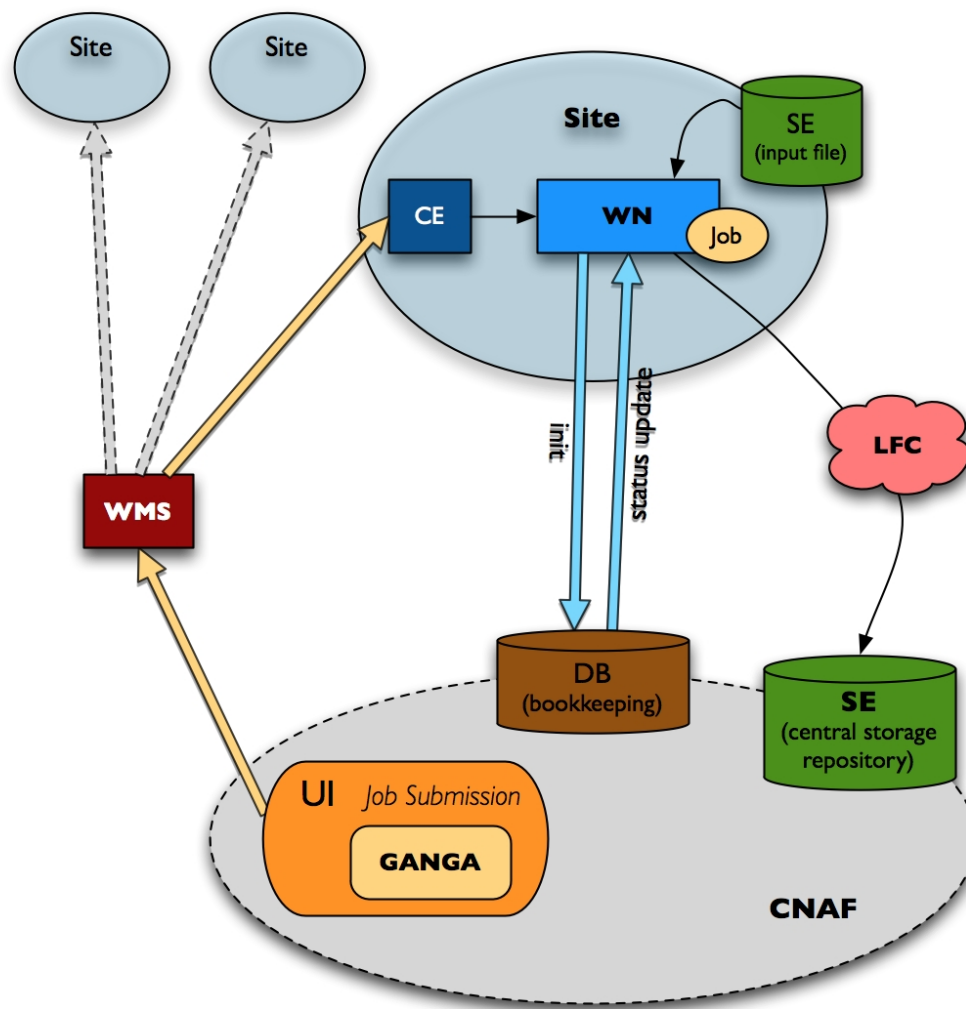 Site
Site
Site
SE
(input file)
CE
WN
Job
init
status update
LFC
WMS
DB
(bookkeeping)
SE
(central storage
repository)
UI
Job Submission
GANGA
CNAF